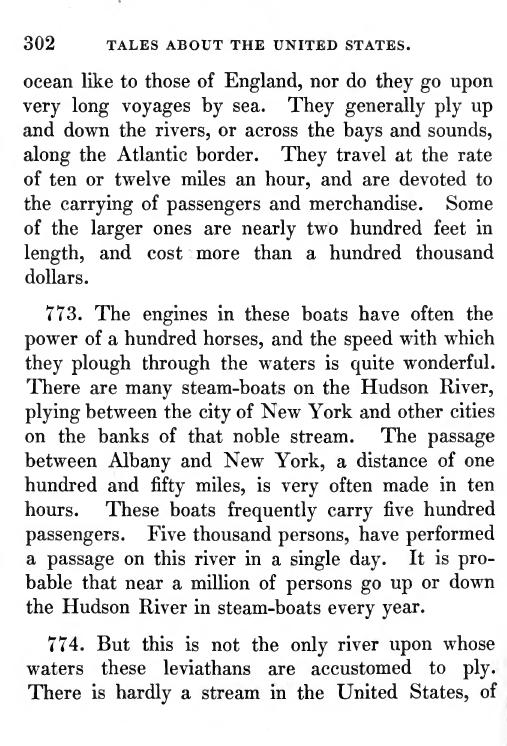 302 TALES ABOUT THE UNITED STATES.
ocean like to those of England, nor do they go upon
very long voyages by sea. They generally ply up
and down the rivers, or across the bays and sounds,
along the Atlantic border. They travel at the rate
of ten or twelve miles an hour, and are devoted to
the carrying of passengers and merchandise. Some
of the larger ones are nearly two hundred feet in
length, and cost more than a hundred thousand
dollars.
773. The engines in these boats have often the
power of a hundred horses, and the speed with which
they plough through the waters is quite wonderful.
There are many steam-boats on the Hudson River,
plying between the city of New York and other cities
on the banks of that noble stream. The passage
between Albany and New York, a distance of one
hundred and fifty miles, is very often made in ten
hours. These boats frequently carry five hundred
passengers. Five thousand persons, have performed
a passage on this river in a single day. It is pro-
bable that near a million of persons go up or down
the Hudson River in steam-boats every year.
774. But this is not the only river upon whose
waters these leviathans are accustomed to ply.
There is hardly a stream in the United States, of